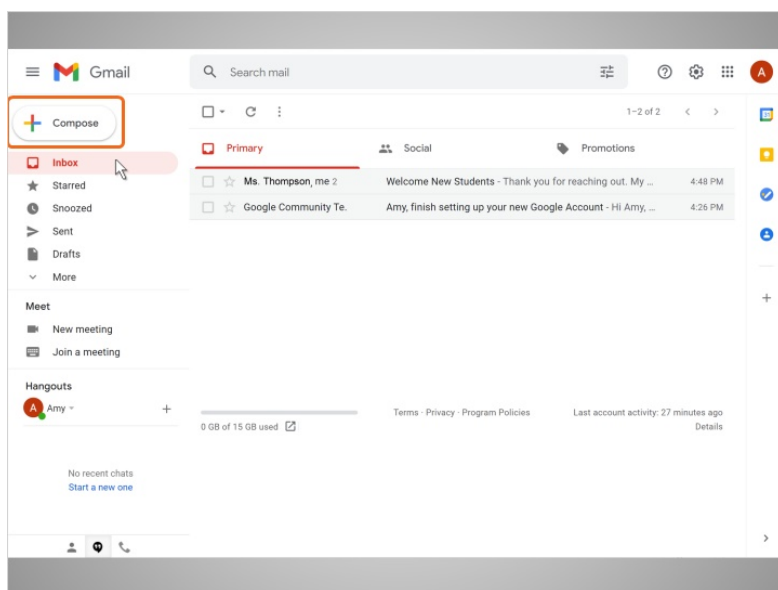 Gmail
Search mail
Compose
1–2 of 2
Inbox
Primary
Social
Promotions
Starred
Ms. Thompson, me 2 Welcome New Students - Thank you for reaching out. My ... 4:48 PM
Snoozed
Google Community Te. Amy, finish setting up your new Google Account - Hi Amy, ... 4:26 PM
Sent
Drafts
More
Meet
New meeting
Join a meeting
Hangouts
A Amy
0 GB of 15 GB used
Terms · Privacy · Program Policies
Last account activity: 27 minutes ago
Details
No recent chats
Start a new one
A
31